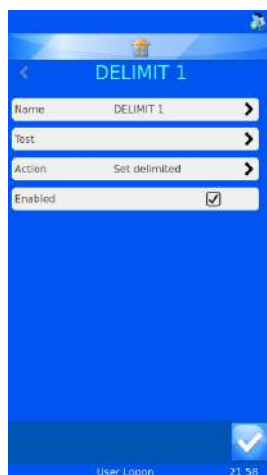 DELIMIT 1
Name DELIMIT 1
Test
Action Set delimited
Enabled
User Logon 21 58